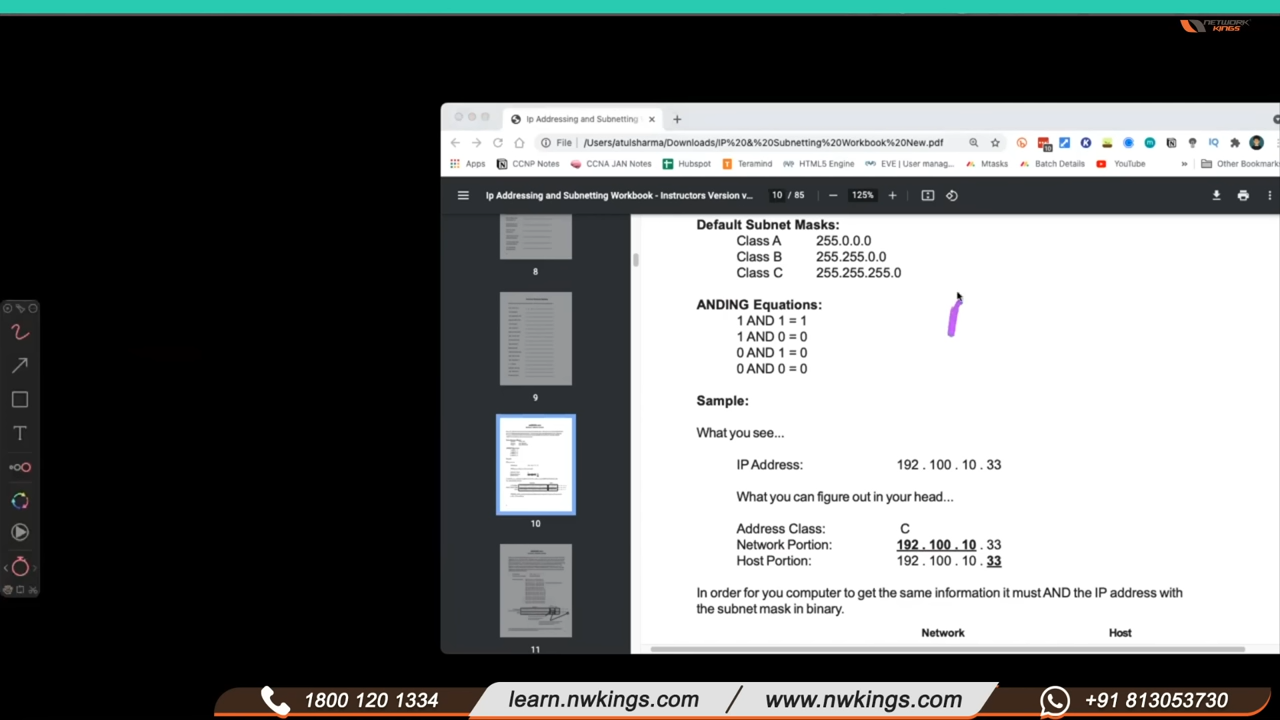 NETWORK
KINGS
Ip Addressing and Subnetting
File /Users/atulsharma/Downloads/IP%20&%20Subnetting%20Workbook%20New.pdf
Apps CCNP Notes CCNA JAN Notes Hubspot Teramind HTML5 Engine EVE | User manag... Mtasks Batch Details YouTube » Other Bookmarks
Ip Addressing and Subnetting Workbook - Instructors Version v... 10 / 85 125%
8
9
10
11
Default Subnet Masks:
Class A 255.0.0.0
Class B 255.255.0.0
Class C 255.255.255.0
ANDING Equations:
1 AND 1 = 1
1 AND 0 = 0
0 AND 1 = 0
0 AND 0 = 0
Sample:
What you see...
IP Address: 192 . 100 . 10 . 33
What you can figure out in your head...
Address Class: C
Network Portion: 192 . 100 . 10 . 33
Host Portion: 192 . 100 . 10 . 33
In order for you computer to get the same information it must AND the IP address with
the subnet mask in binary.
Network Host
1800 120 1334 learn.nwkings.com / www.nwkings.com +91 813053730